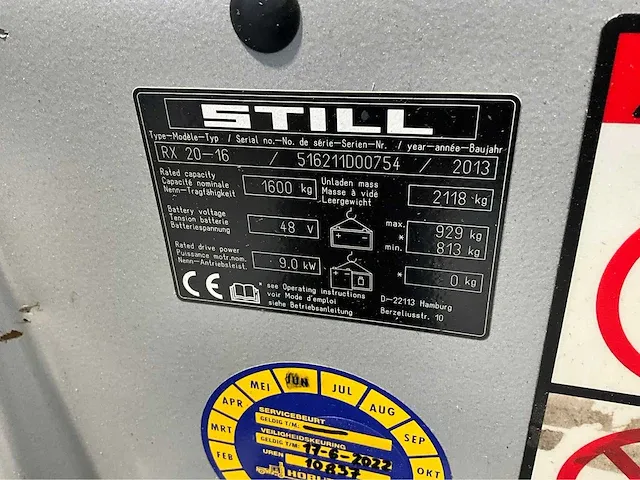 STILL
Type-Modèle-Typ / Serial no.-No. de série-Serien-Nr. / year-année-Baujahr
RX 20-16 / 516211D00754 / 2013
Rated capacity
Capacité nominale
Nenn-Tragfähigkeit
1600 kg
Unladen mass
Masse à vide
Leergewicht
2118 kg
Battery voltage
Tension batterie
Batteriespannung
48 V
max. 929 kg
* min. 813 kg
Rated drive power
Puissance motr.nom.
Nenn-Antriebsleist.
9.0 kW
* 0 kg
CE
* see Operating instructions
voir Mode d'emploi
siehe Betriebsanleitung
D-22113 Hamburg
Berzeliusstr. 10
FEB
MRT
APR
MEI
JUN
JUL
AUG
SEP
OKT
SERVICEBEURT
GELDIG T/M:
VEILIGHEIDSKEURING
GELDIG T/M: 17-6-2022
UREN 10837